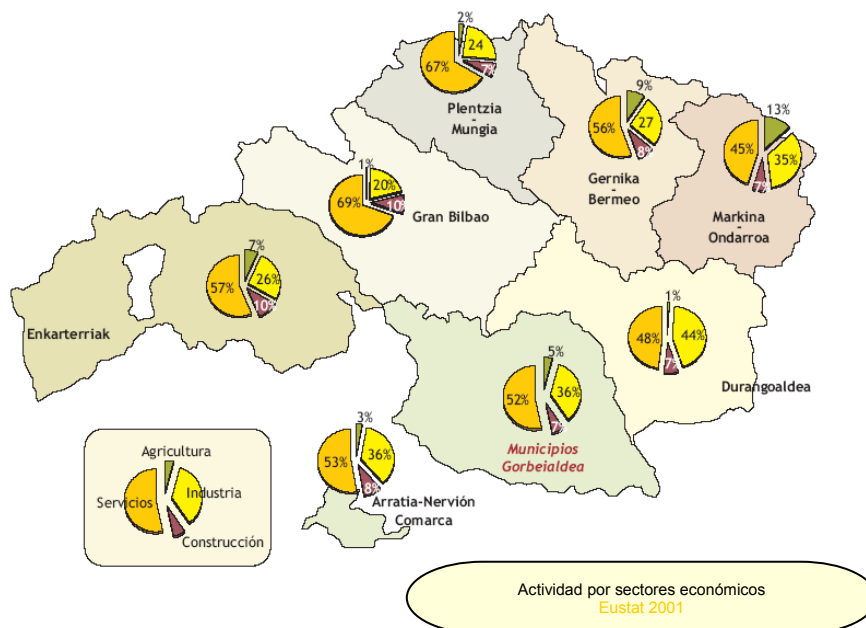 2%
24
67%
7%
Plentzia
-
Mungia
9%
56%
27
8%
Gernika
-
Bermeo
13%
45%
35%
7%
Markina
-
Ondarroa
1%
20%
69%
10%
Gran Bilbao
7%
57%
26%
10%
Enkarterriak
1%
48%
44%
7%
Durangoaldea
5%
52%
36%
7%
Municipios
Gorbeialdea
3%
53%
36%
8%
Arratia-Nervión
Comarca
Agricultura
Servicios
Industria
Construcción
Actividad por sectores económicos
Eustat 2001